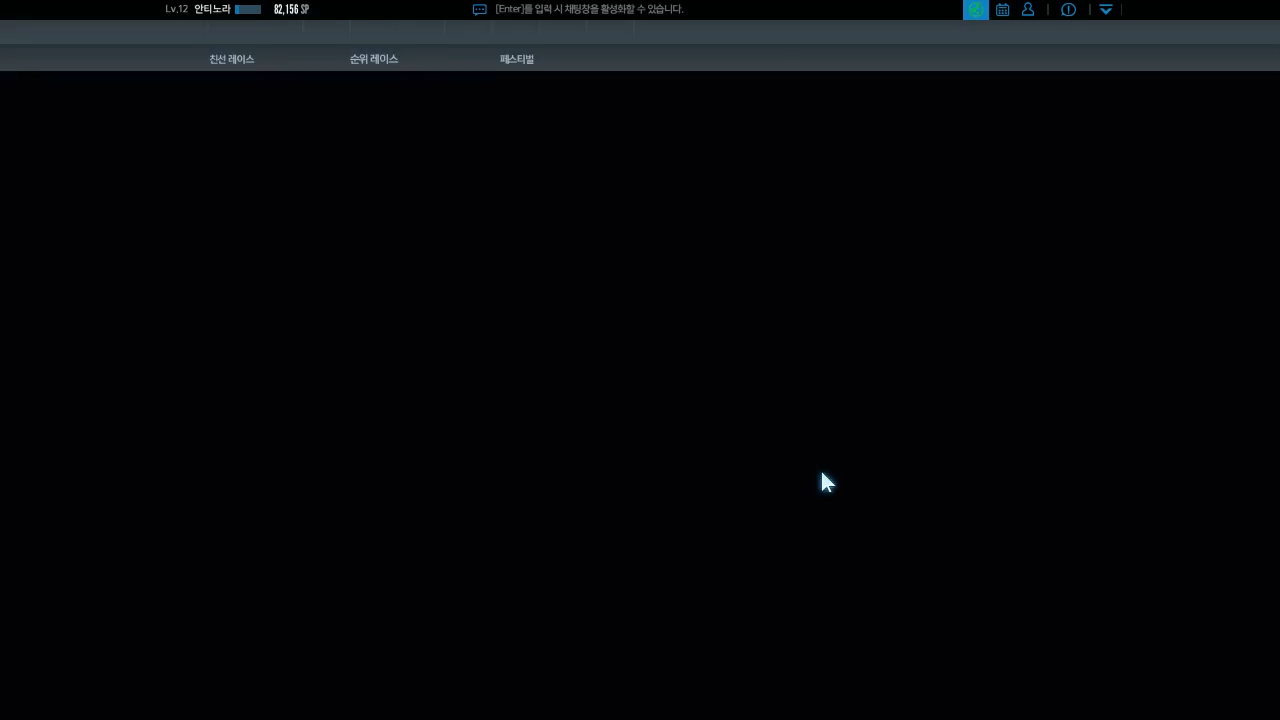 Lv.12 안티노라 82,156 SP [Enter]를 입력 시 채팅창을 활성화할 수 있습니다.
친선 레이스 순위 레이스 페스티벌